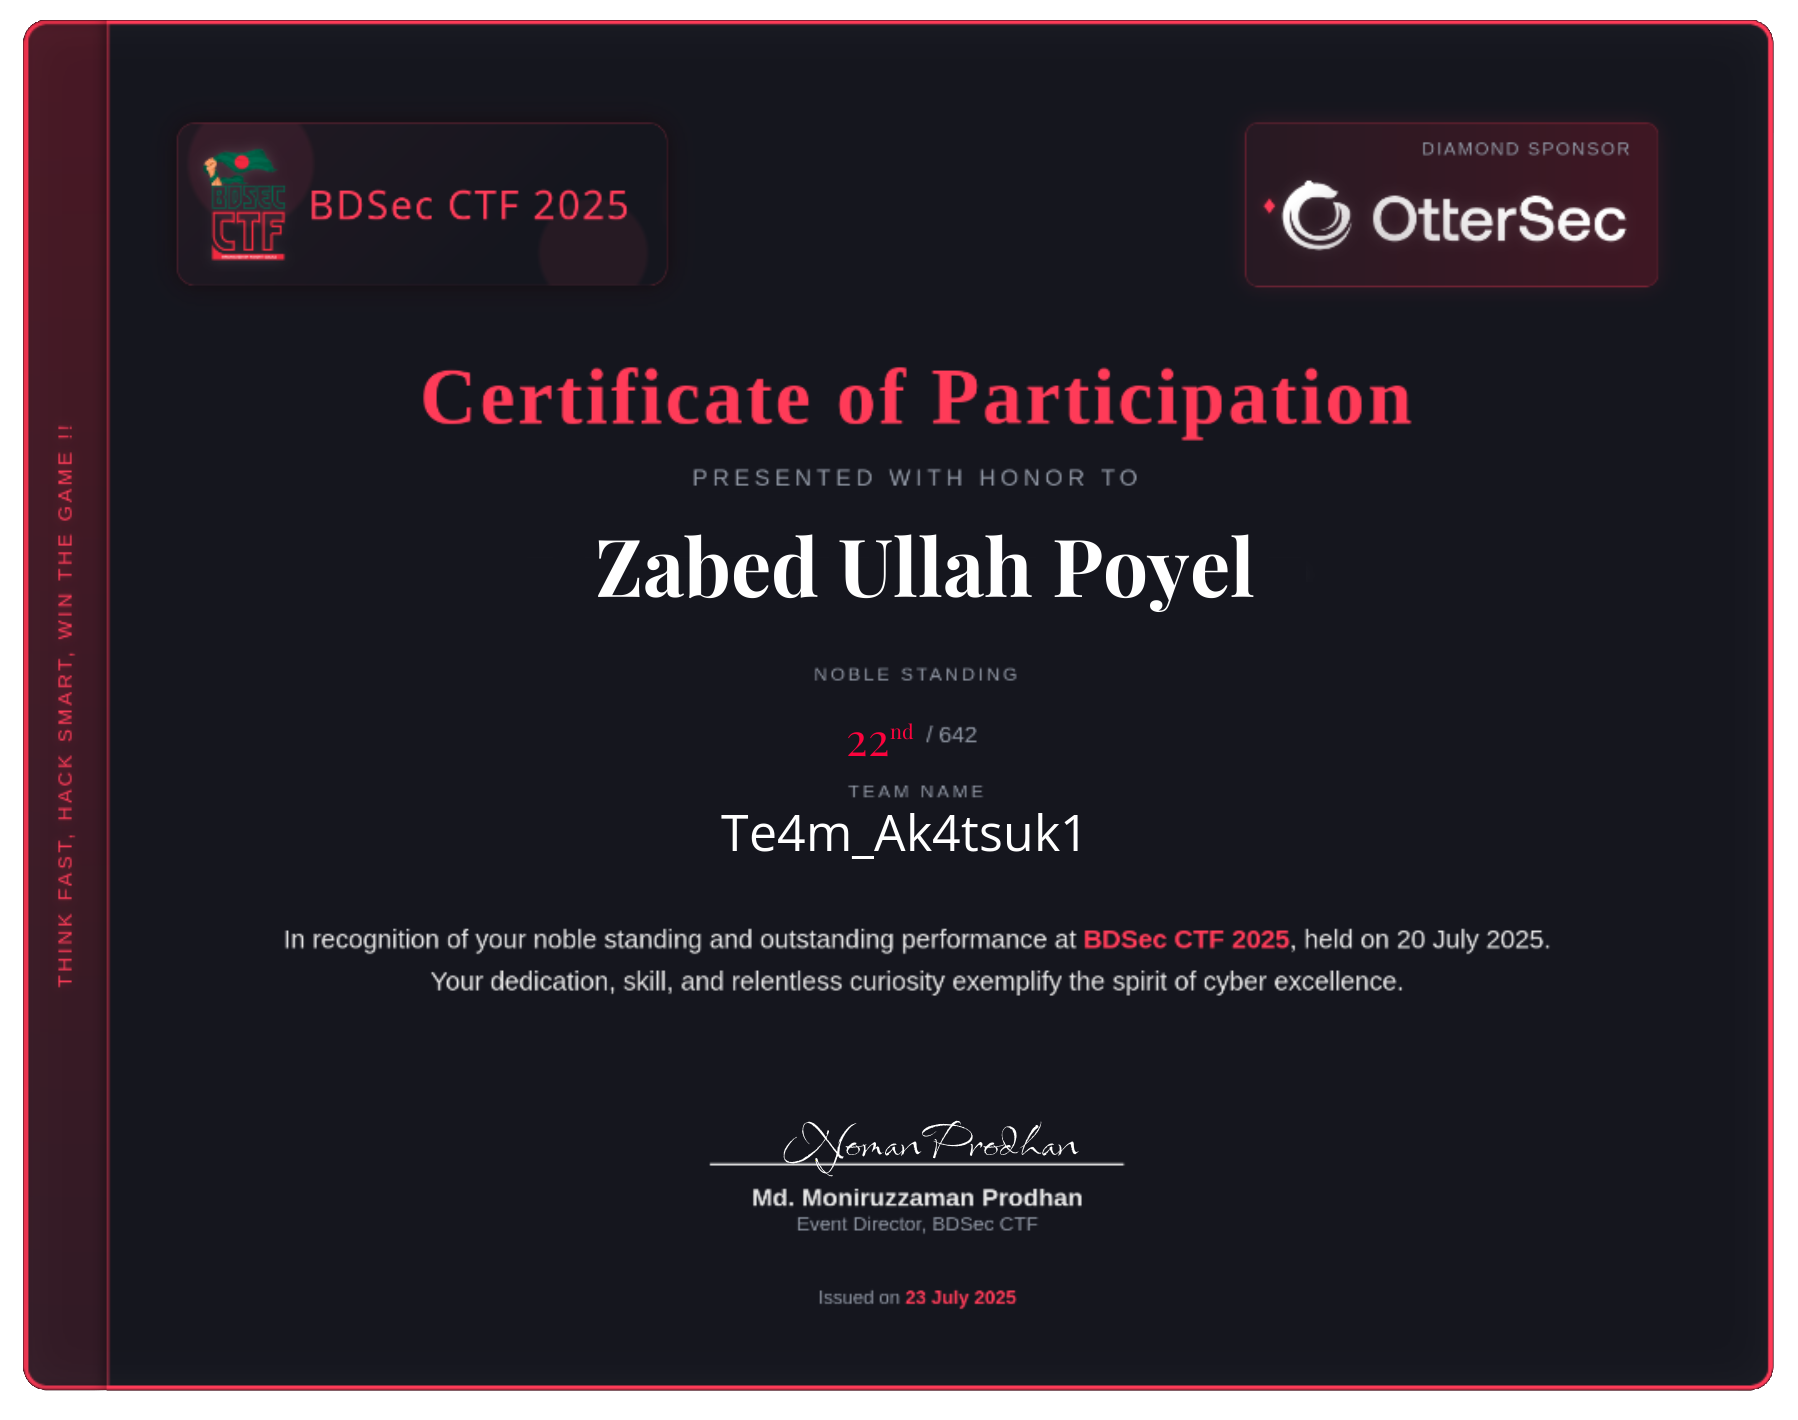 BDSEC
CTF
BDSec CTF 2025
DIAMOND SPONSOR
OtterSec
Certificate of Participation
PRESENTED WITH HONOR TO
Zabed Ullah Poyel
NOBLE STANDING
22nd / 642
TEAM NAME
Te4m_Ak4tsuk1
In recognition of your noble standing and outstanding performance at BDSec CTF 2025, held on 20 July 2025.
Your dedication, skill, and relentless curiosity exemplify the spirit of cyber excellence.
Noman Prodhan
Md. Moniruzzaman Prodhan
Event Director, BDSec CTF
Issued on 23 July 2025
THINK FAST, HACK SMART, WIN THE GAME !!